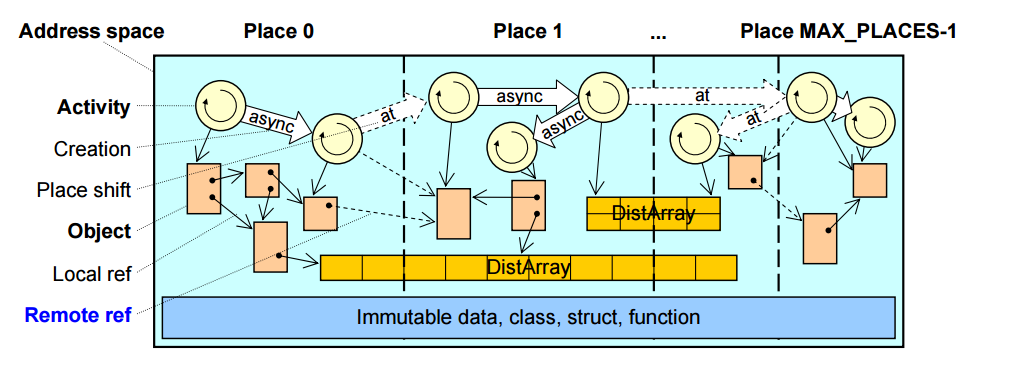 Address space
Place 0
Place 1
...
Place MAX_PLACES-1
Activity
Creation
Place shift
Object
Local ref
Remote ref
async
at
async
async
at
at
DistArray
DistArray
Immutable data, class, struct, function